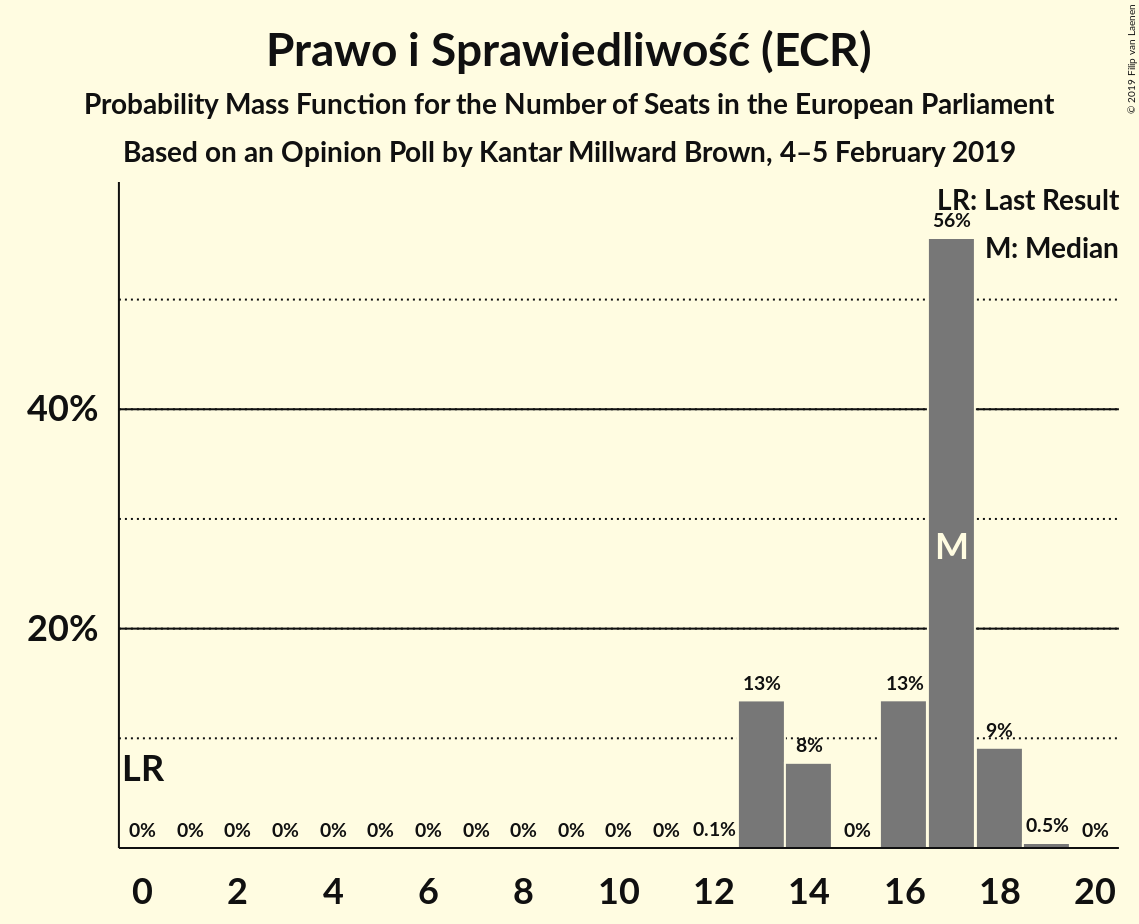 Prawo i Sprawiedliwość (ECR)
Probability Mass Function for the Number of Seats in the European Parliament
Based on an Opinion Poll by Kantar Millward Brown, 4–5 February 2019
© 2019 Filip van Laenen
LR: Last Result
M: Median
56%
40%
M
20%
13%
13%
9%
8%
LR
0% 0% 0% 0% 0% 0% 0% 0% 0% 0% 0% 0% 0.1% 0% 0.5% 0%
0 2 4 6 8 10 12 14 16 18 20